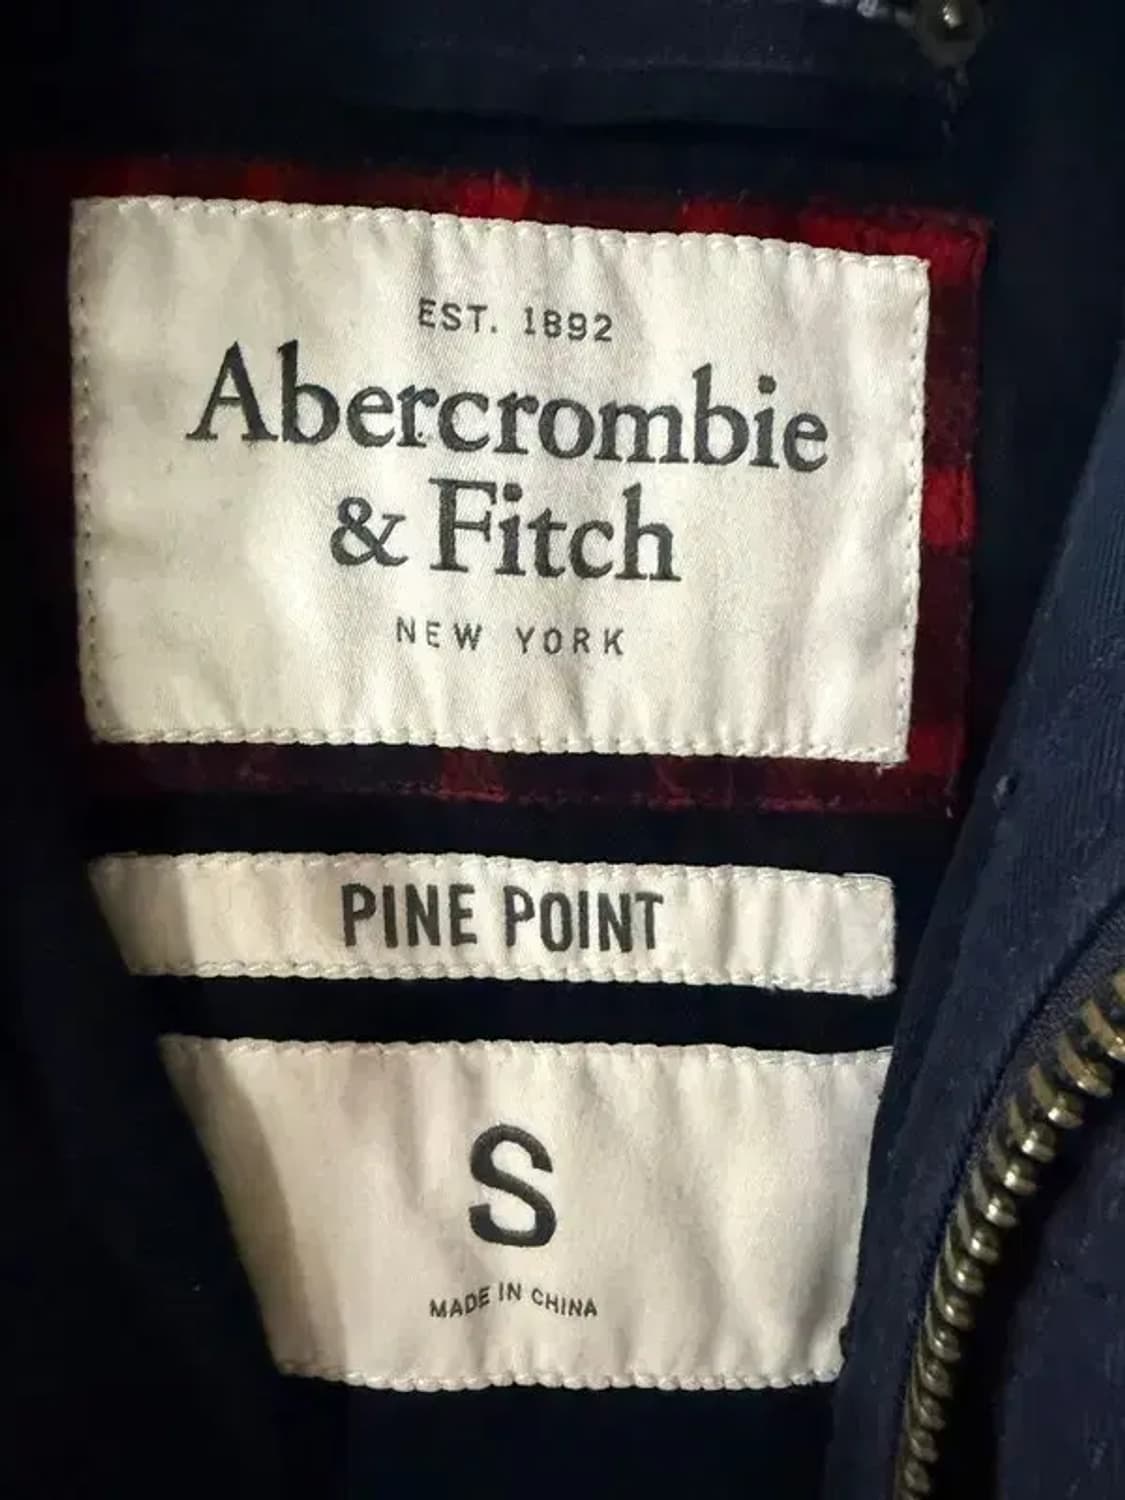 EST. 1892
Abercrombie
& Fitch
NEW YORK
PINE POINT
S
MADE IN CHINA